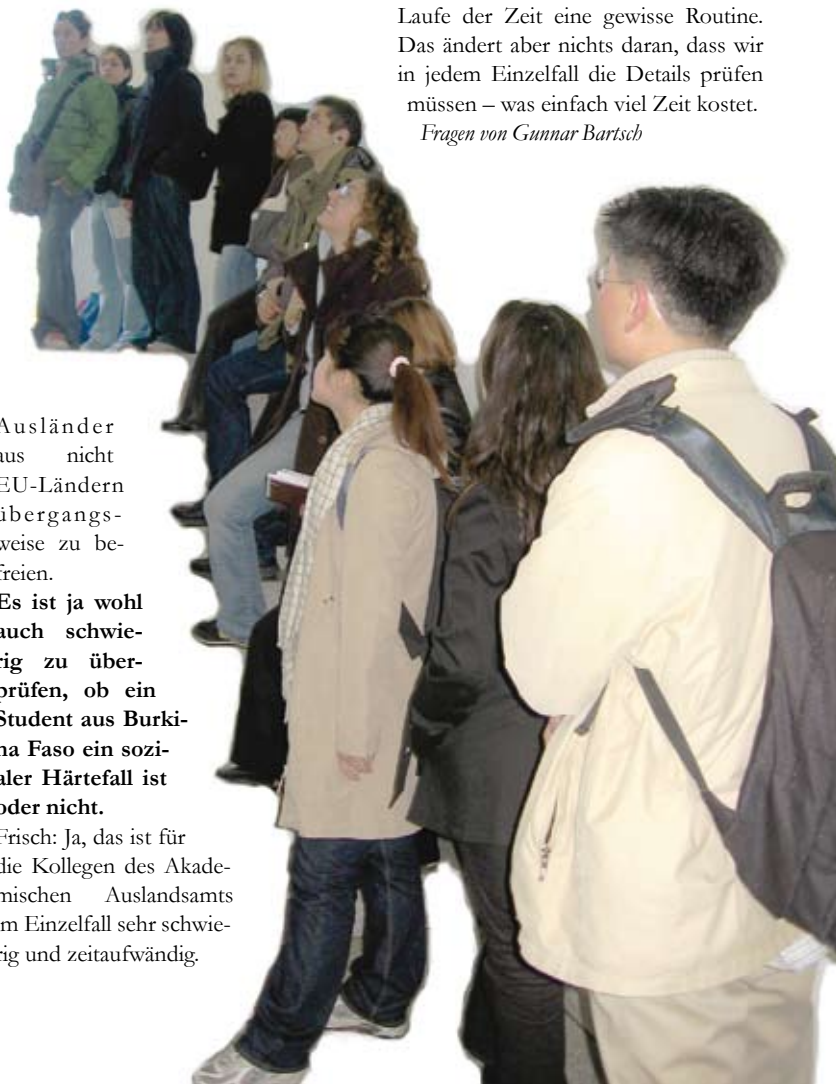 Ausländer
aus nicht
EU-Ländern
übergangs-
weise zu be-
freien.
Es ist ja wohl
auch schwie-
rig zu über-
prüfen, ob ein
Student aus Burki-
na Faso ein sozi-
aler Härtefall ist
oder nicht.
Frisch: Ja, das ist für
die Kollegen des Akade-
mischen Auslandsamts
im Einzelfall sehr schwie-
rig und zeitaufwändig.
Laufe der Zeit eine gewisse Routine.
Das ändert aber nichts daran, dass wir
in jedem Einzelfall die Details prüfen
müssen – was einfach viel Zeit kostet.
Fragen von Gunnar Bartsch